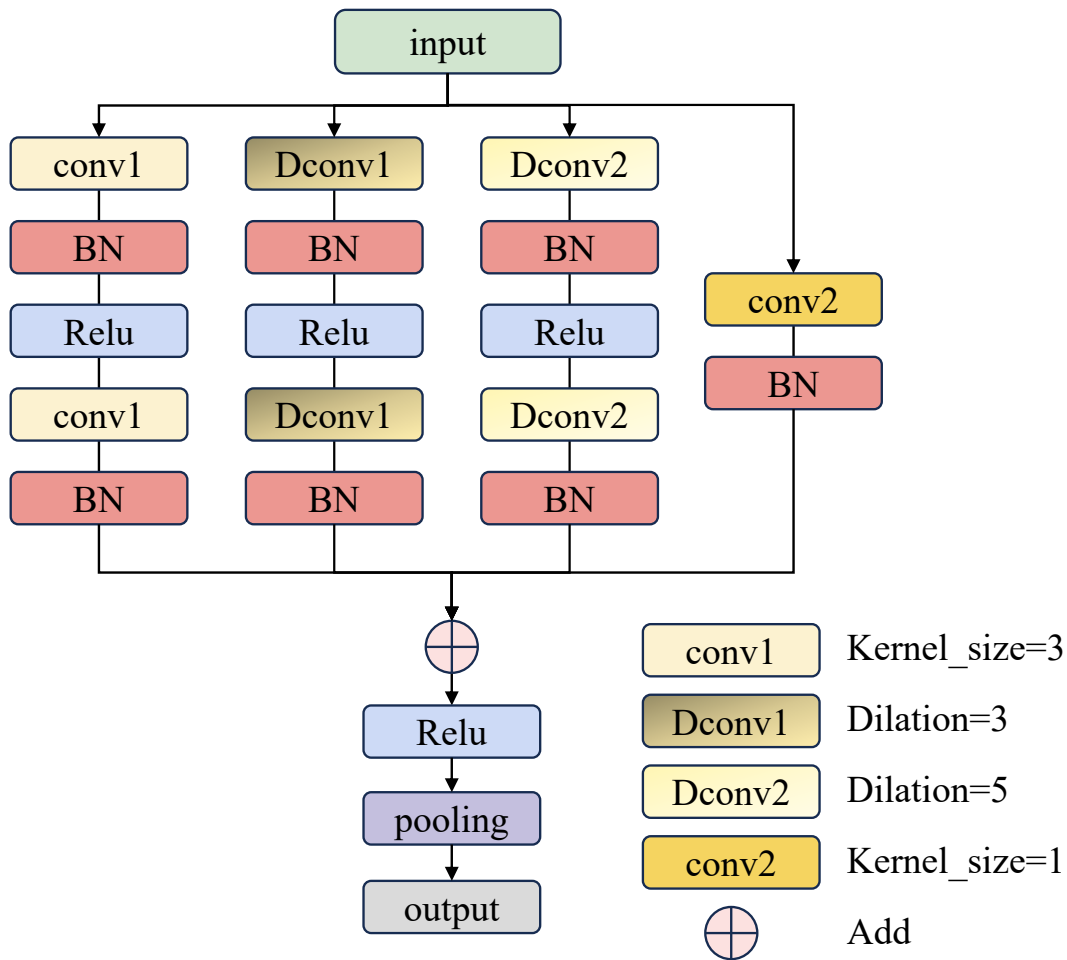 input
conv1
Dconv1
Dconv2
BN
BN
BN
conv2
Relu
Relu
Relu
BN
conv1
Dconv1
Dconv2
BN
BN
BN
Relu
pooling
output
conv1 Kernel_size=3
Dconv1 Dilation=3
Dconv2 Dilation=5
conv2 Kernel_size=1
Add